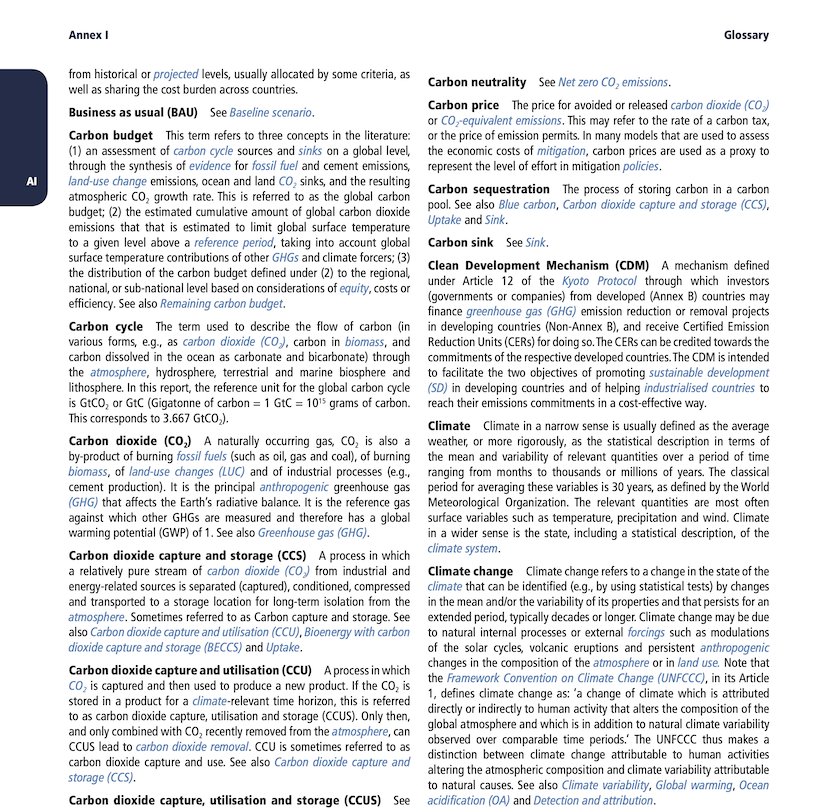 Annex I
Glossary
AI
from historical or projected levels, usually allocated by some criteria, as
well as sharing the cost burden across countries.
Business as usual (BAU) See Baseline scenario.
Carbon budget This term refers to three concepts in the literature:
(1) an assessment of carbon cycle sources and sinks on a global level,
through the synthesis of evidence for fossil fuel and cement emissions,
land-use change emissions, ocean and land CO₂ sinks, and the resulting
atmospheric CO₂ growth rate. This is referred to as the global carbon
budget; (2) the estimated cumulative amount of global carbon dioxide
emissions that that is estimated to limit global surface temperature
to a given level above a reference period, taking into account global
surface temperature contributions of other GHGs and climate forcers; (3)
the distribution of the carbon budget defined under (2) to the regional,
national, or sub-national level based on considerations of equity, costs or
efficiency. See also Remaining carbon budget.
Carbon cycle The term used to describe the flow of carbon (in
various forms, e.g., as carbon dioxide (CO₂), carbon in biomass, and
carbon dissolved in the ocean as carbonate and bicarbonate) through
the atmosphere, hydrosphere, terrestrial and marine biosphere and
lithosphere. In this report, the reference unit for the global carbon cycle
is GtCO₂ or GtC (Gigatonne of carbon = 1 GtC = 10¹⁵ grams of carbon.
This corresponds to 3.667 GtCO₂).
Carbon dioxide (CO₂) A naturally occurring gas, CO₂ is also a
by-product of burning fossil fuels (such as oil, gas and coal), of burning
biomass, of land-use changes (LUC) and of industrial processes (e.g.,
cement production). It is the principal anthropogenic greenhouse gas
(GHG) that affects the Earth's radiative balance. It is the reference gas
against which other GHGs are measured and therefore has a global
warming potential (GWP) of 1. See also Greenhouse gas (GHG).
Carbon dioxide capture and storage (CCS) A process in which
a relatively pure stream of carbon dioxide (CO₂) from industrial and
energy-related sources is separated (captured), conditioned, compressed
and transported to a storage location for long-term isolation from the
atmosphere. Sometimes referred to as Carbon capture and storage. See
also Carbon dioxide capture and utilisation (CCU), Bioenergy with carbon
dioxide capture and storage (BECCS) and Uptake.
Carbon dioxide capture and utilisation (CCU) A process in which
CO₂ is captured and then used to produce a new product. If the CO₂ is
stored in a product for a climate-relevant time horizon, this is referred
to as carbon dioxide capture, utilisation and storage (CCUS). Only then,
and only combined with CO₂ recently removed from the atmosphere, can
CCUS lead to carbon dioxide removal. CCU is sometimes referred to as
carbon dioxide capture and use. See also Carbon dioxide capture and
storage (CCS).
Carbon dioxide capture, utilisation and storage (CCUS) See
Carbon neutrality See Net zero CO₂ emissions.
Carbon price The price for avoided or released carbon dioxide (CO₂)
or CO₂-equivalent emissions. This may refer to the rate of a carbon tax,
or the price of emission permits. In many models that are used to assess
the economic costs of mitigation, carbon prices are used as a proxy to
represent the level of effort in mitigation policies.
Carbon sequestration The process of storing carbon in a carbon
pool. See also Blue carbon, Carbon dioxide capture and storage (CCS),
Uptake and Sink.
Carbon sink See Sink.
Clean Development Mechanism (CDM) A mechanism defined
under Article 12 of the Kyoto Protocol through which investors
(governments or companies) from developed (Annex B) countries may
finance greenhouse gas (GHG) emission reduction or removal projects
in developing countries (Non-Annex B), and receive Certified Emission
Reduction Units (CERs) for doing so. The CERs can be credited towards the
commitments of the respective developed countries. The CDM is intended
to facilitate the two objectives of promoting sustainable development
(SD) in developing countries and of helping industrialised countries to
reach their emissions commitments in a cost-effective way.
Climate Climate in a narrow sense is usually defined as the average
weather, or more rigorously, as the statistical description in terms of
the mean and variability of relevant quantities over a period of time
ranging from months to thousands or millions of years. The classical
period for averaging these variables is 30 years, as defined by the World
Meteorological Organization. The relevant quantities are most often
surface variables such as temperature, precipitation and wind. Climate
in a wider sense is the state, including a statistical description, of the
climate system.
Climate change Climate change refers to a change in the state of the
climate that can be identified (e.g., by using statistical tests) by changes
in the mean and/or the variability of its properties and that persists for an
extended period, typically decades or longer. Climate change may be due
to natural internal processes or external forcings such as modulations
of the solar cycles, volcanic eruptions and persistent anthropogenic
changes in the composition of the atmosphere or in land use. Note that
the Framework Convention on Climate Change (UNFCCC), in its Article
1, defines climate change as: 'a change of climate which is attributed
directly or indirectly to human activity that alters the composition of the
global atmosphere and which is in addition to natural climate variability
observed over comparable time periods.' The UNFCCC thus makes a
distinction between climate change attributable to human activities
altering the atmospheric composition and climate variability attributable
to natural causes. See also Climate variability, Global warming, Ocean
acidification (OA) and Detection and attribution.